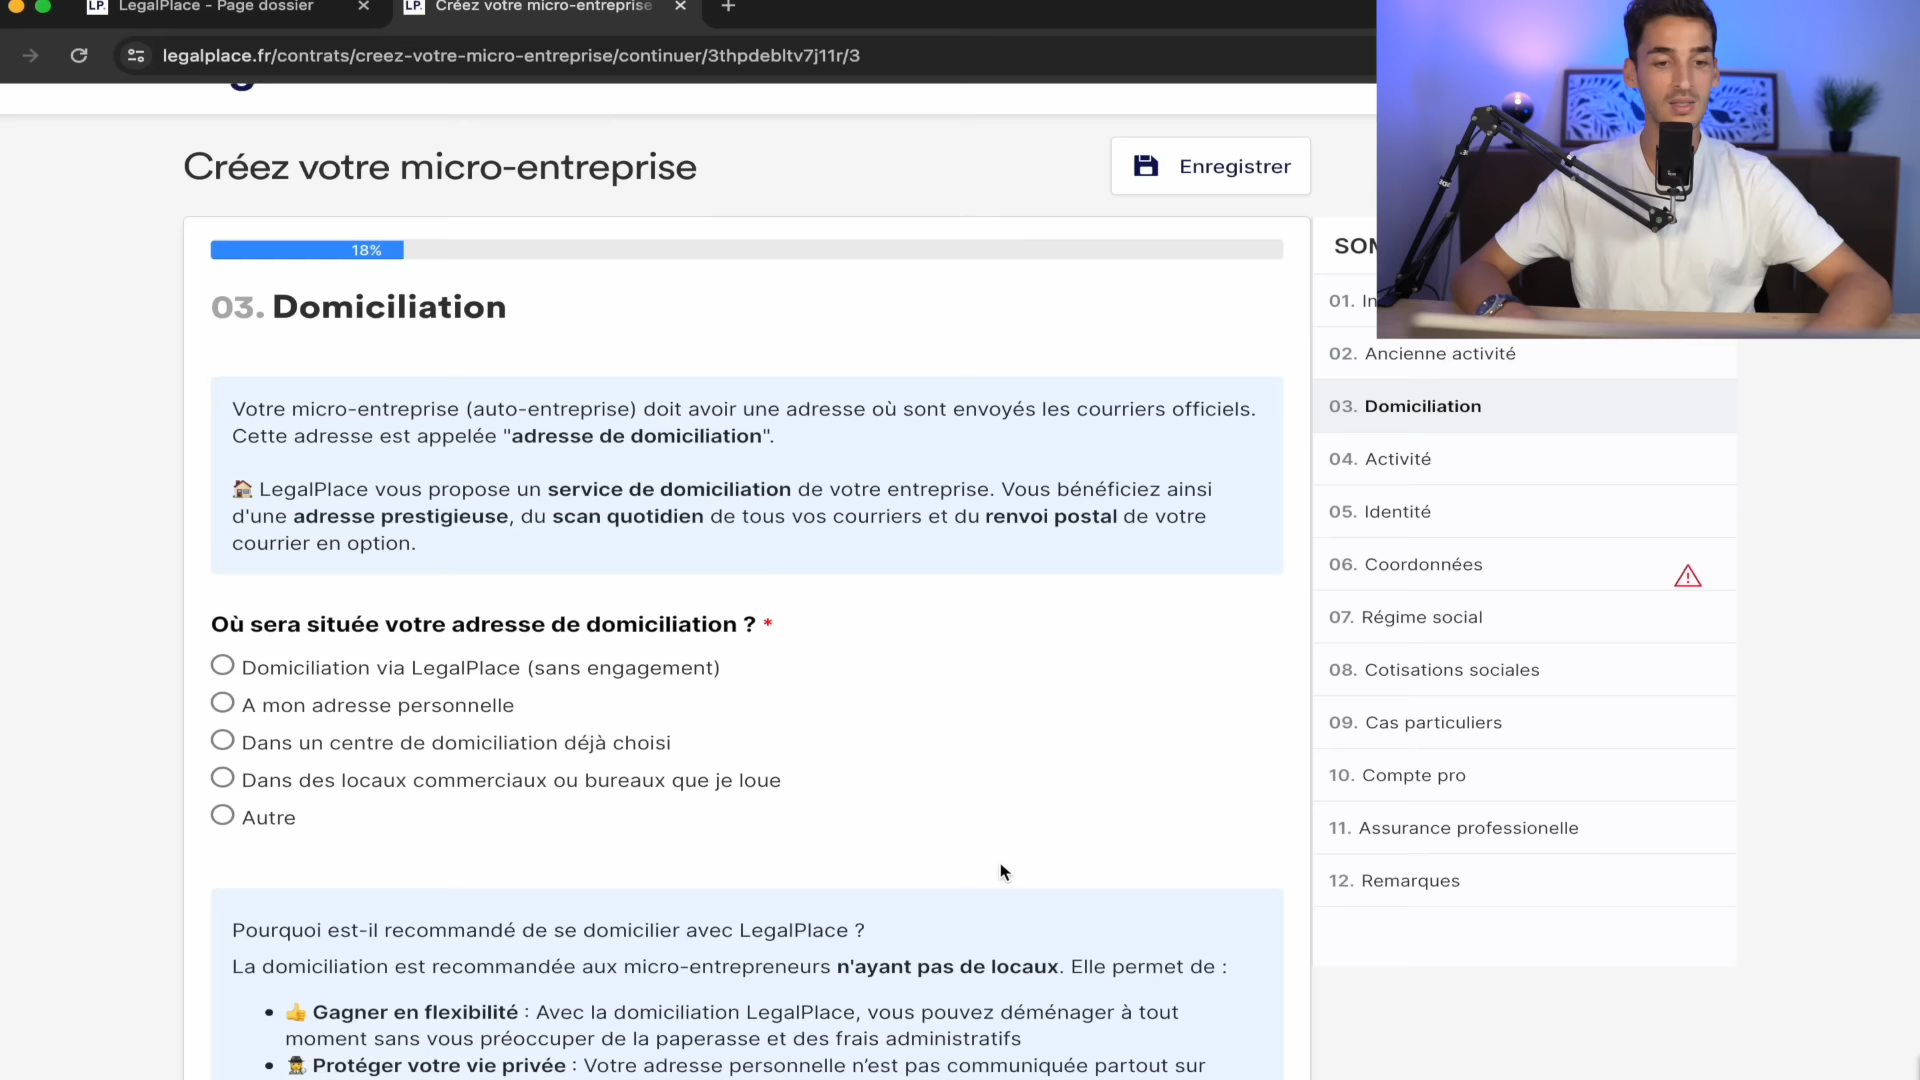 LP. LegalPlace - Page dossier
LP. Créez votre micro-entreprise
legalplace.fr/contrats/creez-votre-micro-entreprise/continuer/3thpdebltv7j11r/3
Créez votre micro-entreprise
Enregistrer
18%
03. Domiciliation
Votre micro-entreprise (auto-entreprise) doit avoir une adresse où sont envoyés les courriers officiels.
Cette adresse est appelée "adresse de domiciliation".
🏠 LegalPlace vous propose un service de domiciliation de votre entreprise. Vous bénéficiez ainsi
d'une adresse prestigieuse, du scan quotidien de tous vos courriers et du renvoi postal de votre
courrier en option.
Où sera située votre adresse de domiciliation ? *
Domiciliation via LegalPlace (sans engagement)
A mon adresse personnelle
Dans un centre de domiciliation déjà choisi
Dans des locaux commerciaux ou bureaux que je loue
Autre
Pourquoi est-il recommandé de se domicilier avec LegalPlace ?
La domiciliation est recommandée aux micro-entrepreneurs n'ayant pas de locaux. Elle permet de :
• 👍 Gagner en flexibilité : Avec la domiciliation LegalPlace, vous pouvez déménager à tout
moment sans vous préoccuper de la paperasse et des frais administratifs
• 🕵 Protéger votre vie privée : Votre adresse personnelle n'est pas communiquée partout sur
01.
02. Ancienne activité
03. Domiciliation
04. Activité
05. Identité
06. Coordonnées
07. Régime social
08. Cotisations sociales
09. Cas particuliers
10. Compte pro
11. Assurance professionelle
12. Remarques